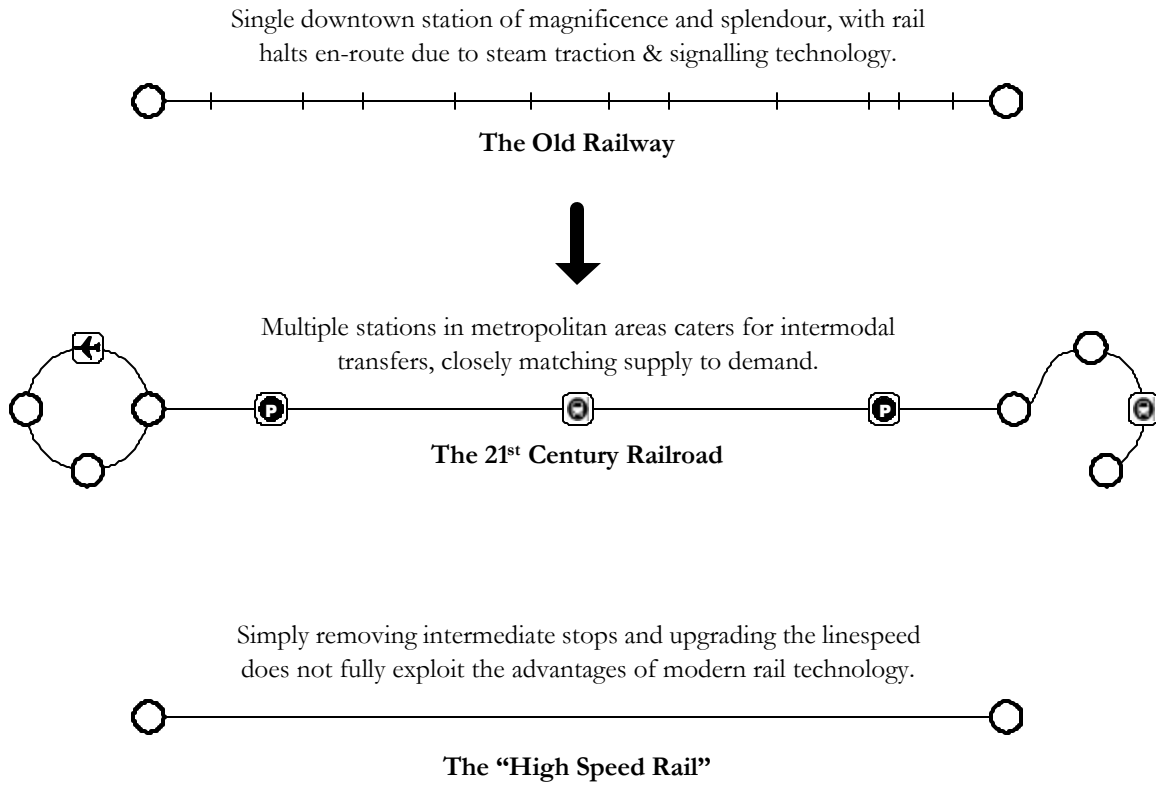 Single downtown station of magnificence and splendour, with rail
halts en-route due to steam traction & signalling technology.
The Old Railway
Multiple stations in metropolitan areas caters for intermodal
transfers, closely matching supply to demand.
P
P
The 21st Century Railroad
Simply removing intermediate stops and upgrading the linespeed
does not fully exploit the advantages of modern rail technology.
The “High Speed Rail”